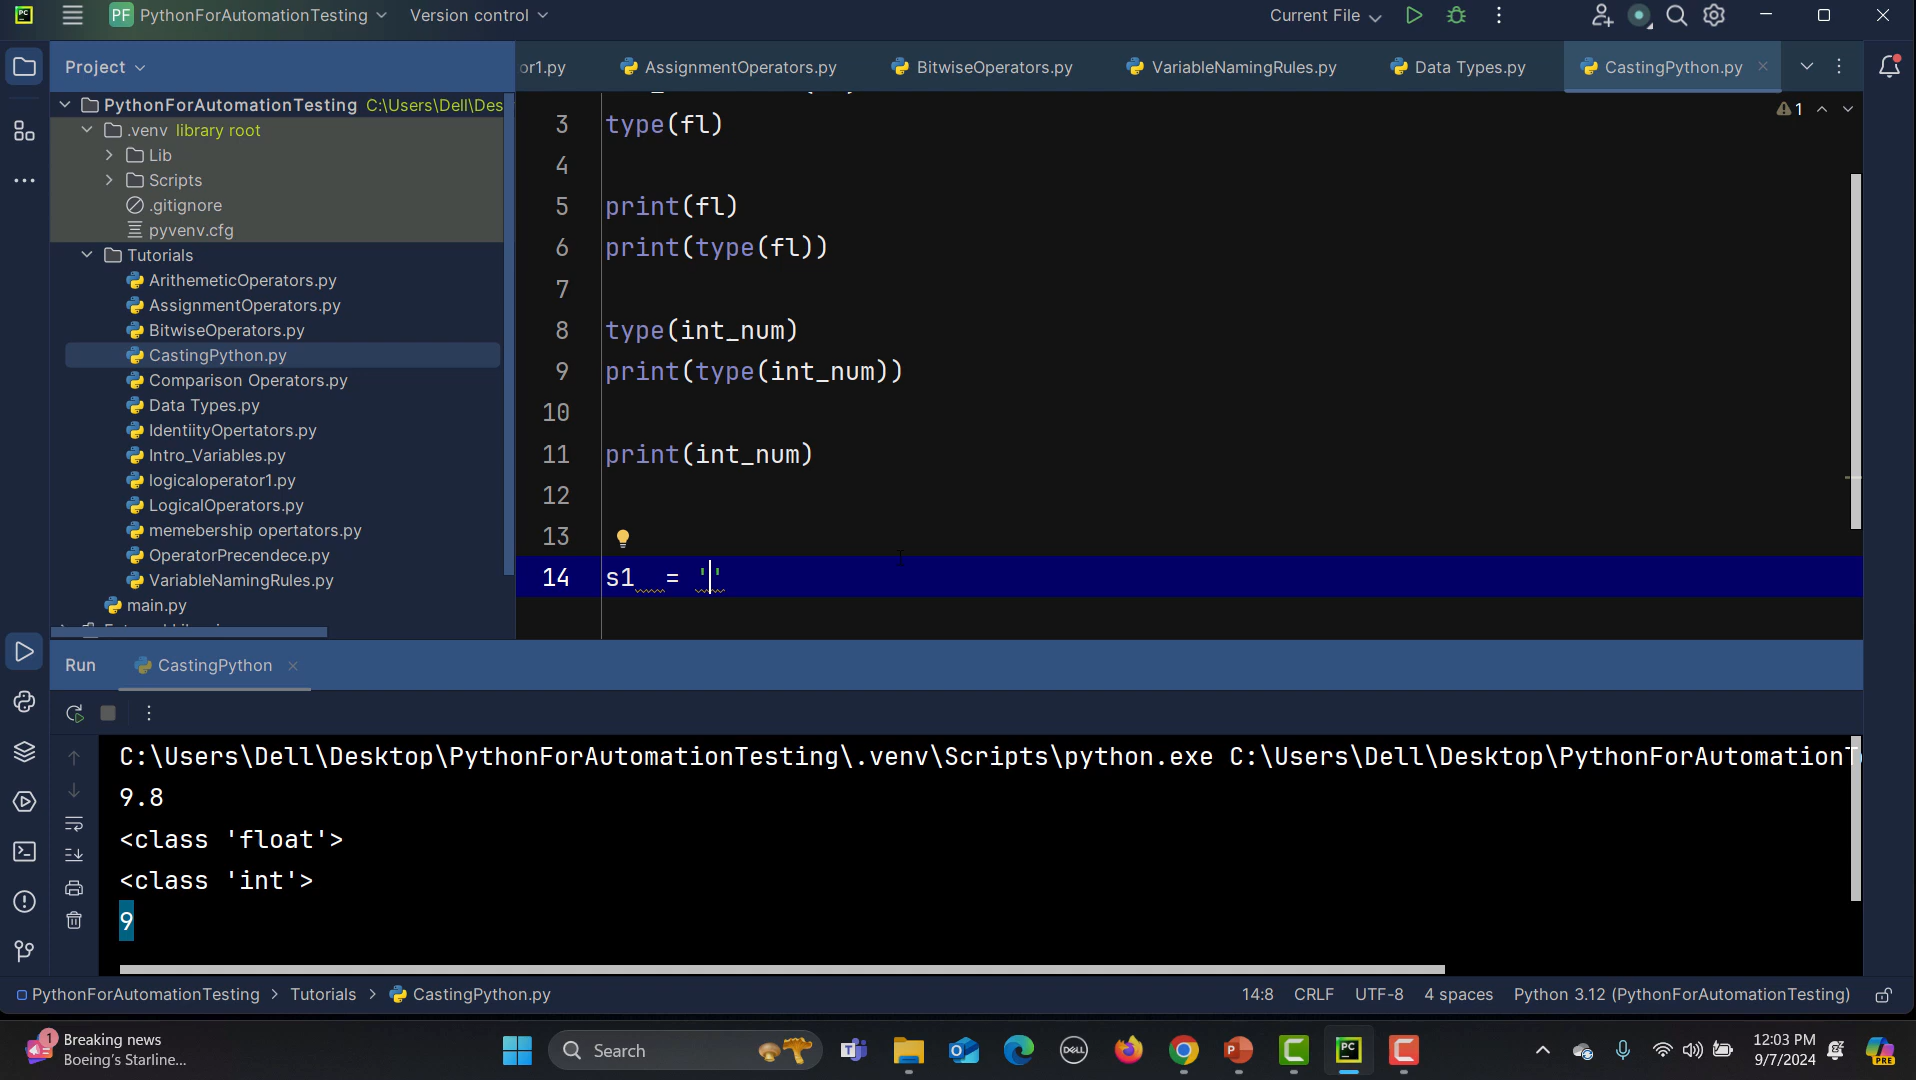 PF PythonForAutomationTesting Version control Current File
Project
or1.py AssignmentOperators.py BitwiseOperators.py VariableNamingRules.py Data Types.py CastingPython.py
PythonForAutomationTesting C:\Users\Dell\Des
.venv library root
Lib
Scripts
.gitignore
pyvenv.cfg
Tutorials
ArithemeticOperators.py
AssignmentOperators.py
BitwiseOperators.py
CastingPython.py
Comparison Operators.py
Data Types.py
IdentiityOpertators.py
Intro_Variables.py
logicaloperator1.py
LogicalOperators.py
memebership opertators.py
OperatorPrecendece.py
VariableNamingRules.py
main.py
1
3 type(fl)
4
5 print(fl)
6 print(type(fl))
7
8 type(int_num)
9 print(type(int_num))
10
11 print(int_num)
12
13
14 s1 = ''
Run CastingPython
C:\Users\Dell\Desktop\PythonForAutomationTesting\.venv\Scripts\python.exe C:\Users\Dell\Desktop\PythonForAutomationT
9.8
<class 'float'>
<class 'int'>
9
PythonForAutomationTesting > Tutorials > CastingPython.py 14:8 CRLF UTF-8 4 spaces Python 3.12 (PythonForAutomationTesting)
1 Breaking news
Boeing's Starline...
Search
DELL
PRE
12:03 PM
9/7/2024